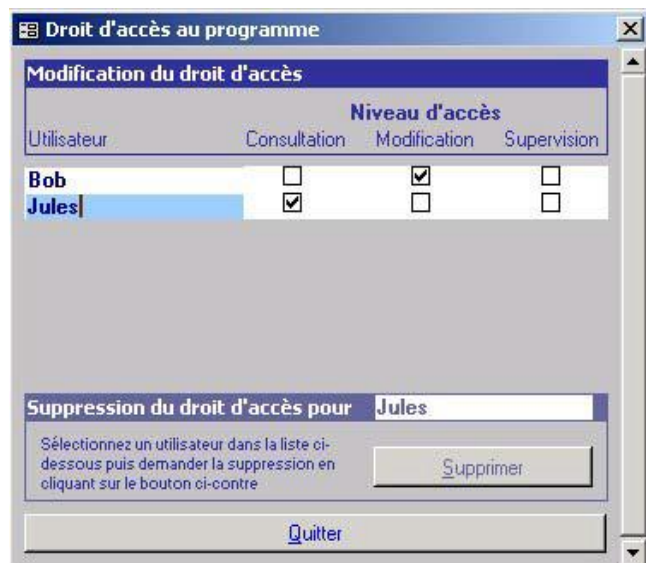 Droit d'accès au programme
Modification du droit d'accès
Niveau d'accès
Utilisateur Consultation Modification Supervision
Bob
Jules
Suppression du droit d'accès pour Jules
Sélectionnez un utilisateur dans la liste ci-
dessous puis demander la suppression en
cliquant sur le bouton ci-contre
Supprimer
Quitter